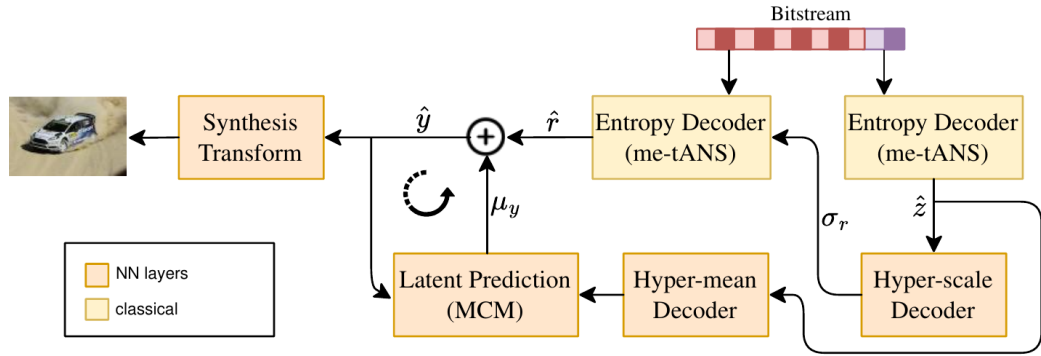 Bitstream
Synthesis
Transform
ŷ
r̂
Entropy Decoder
(me-tANS)
Entropy Decoder
(me-tANS)
μ_y
ẑ
σ_r
Latent Prediction
(MCM)
Hyper-mean
Decoder
Hyper-scale
Decoder
NN layers
classical